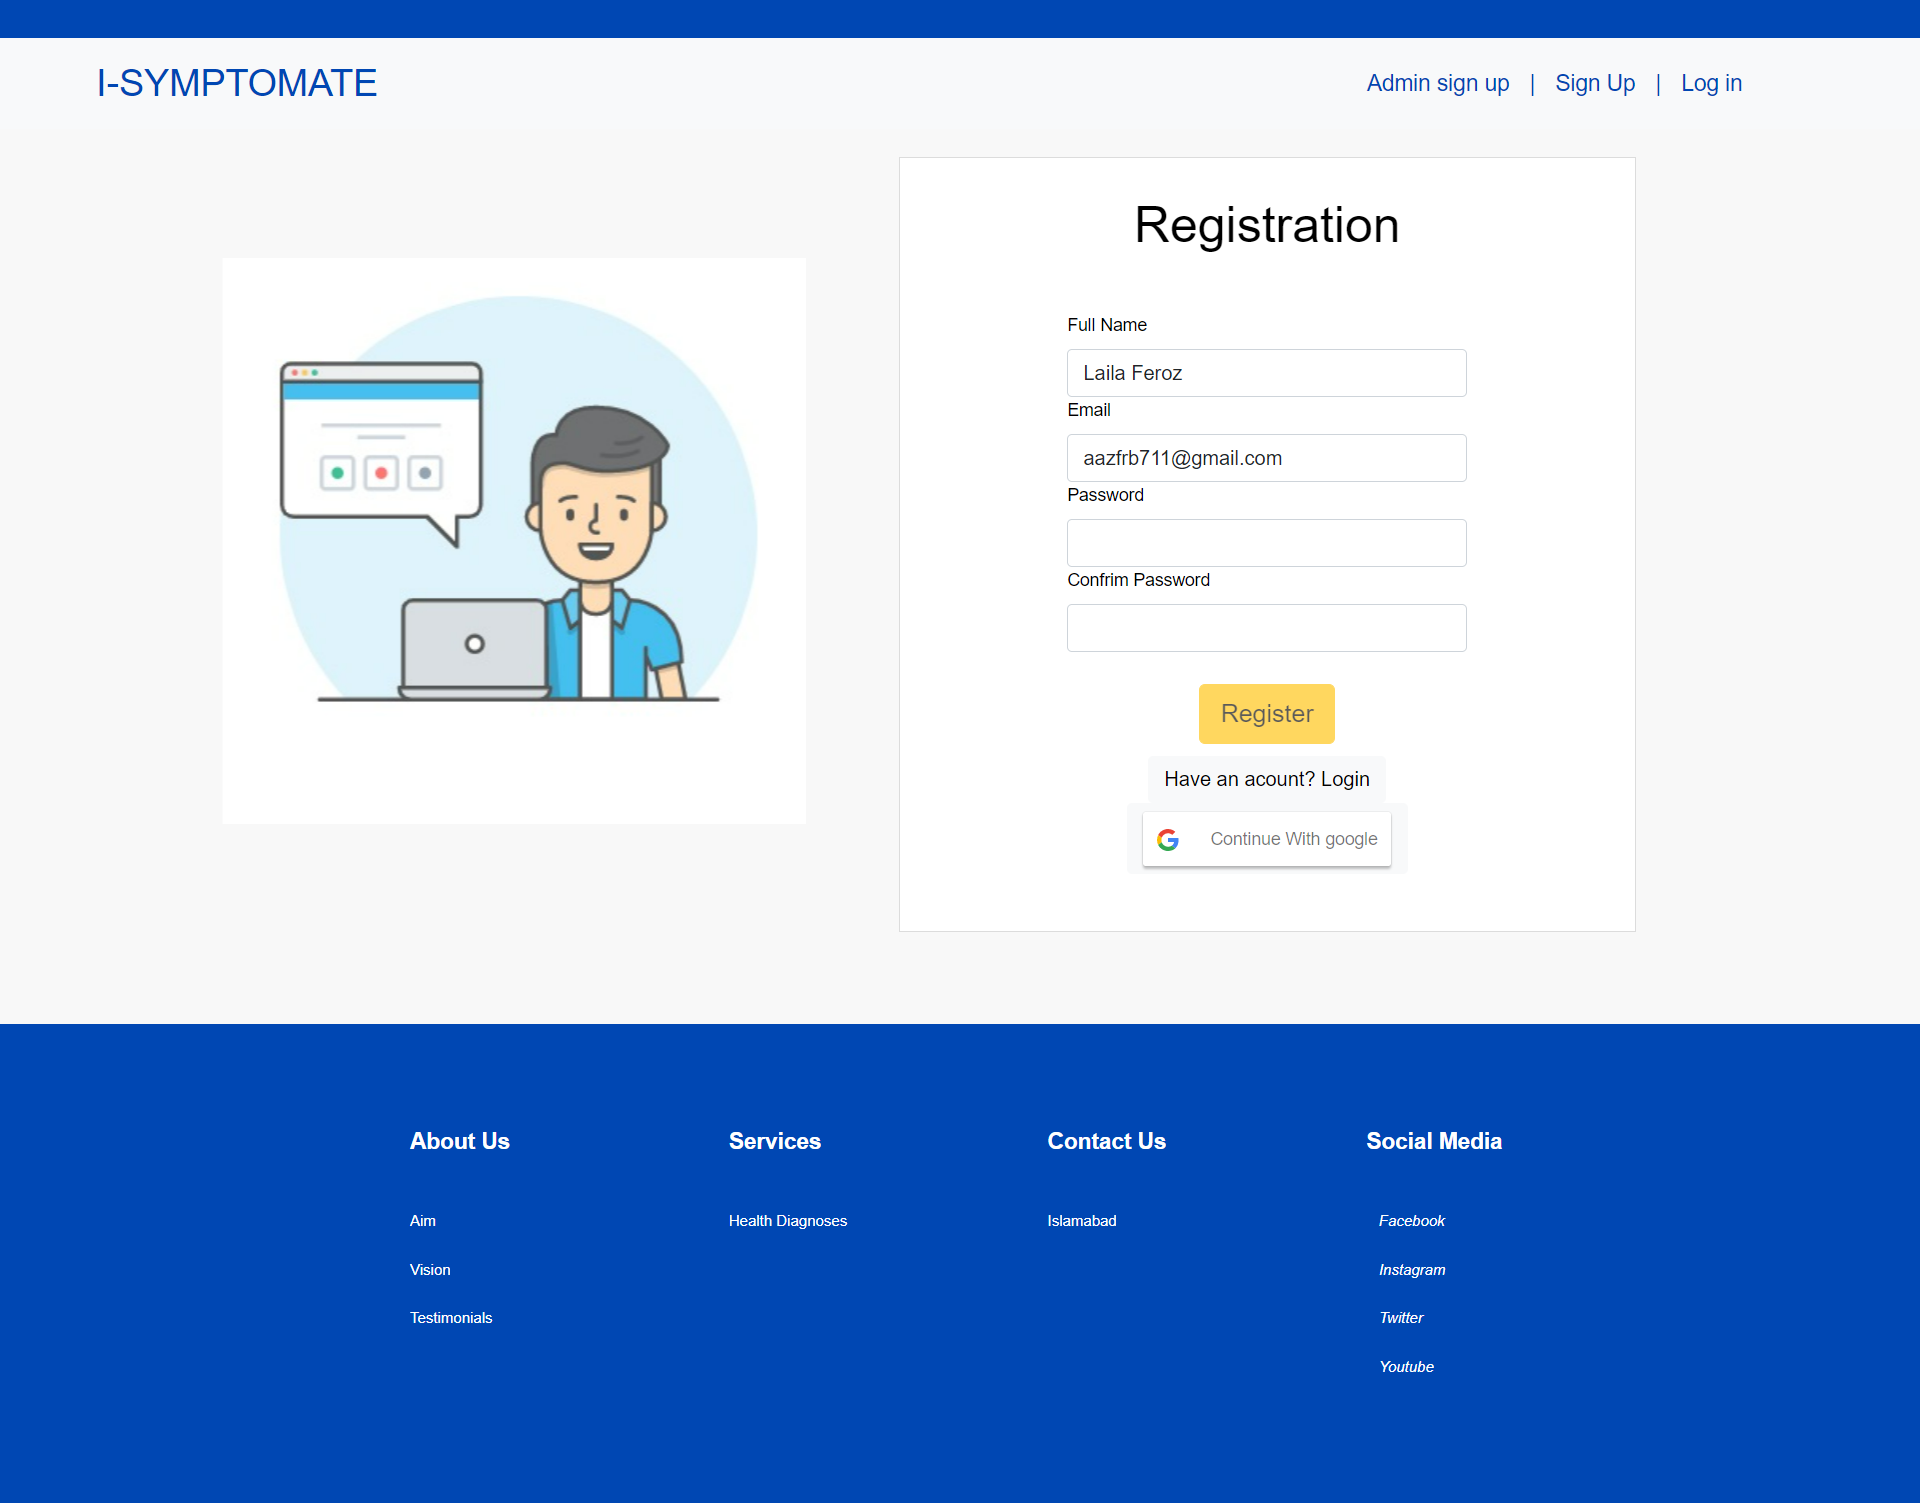 I-SYMPTOMATE
Admin sign up | Sign Up | Log in
Registration
Full Name
Laila Feroz
Email
aazfrb711@gmail.com
Password
Confrim Password
Register
Have an acount? Login
Continue With google
About Us
Aim
Vision
Testimonials
Services
Health Diagnoses
Contact Us
Islamabad
Social Media
Facebook
Instagram
Twitter
Youtube